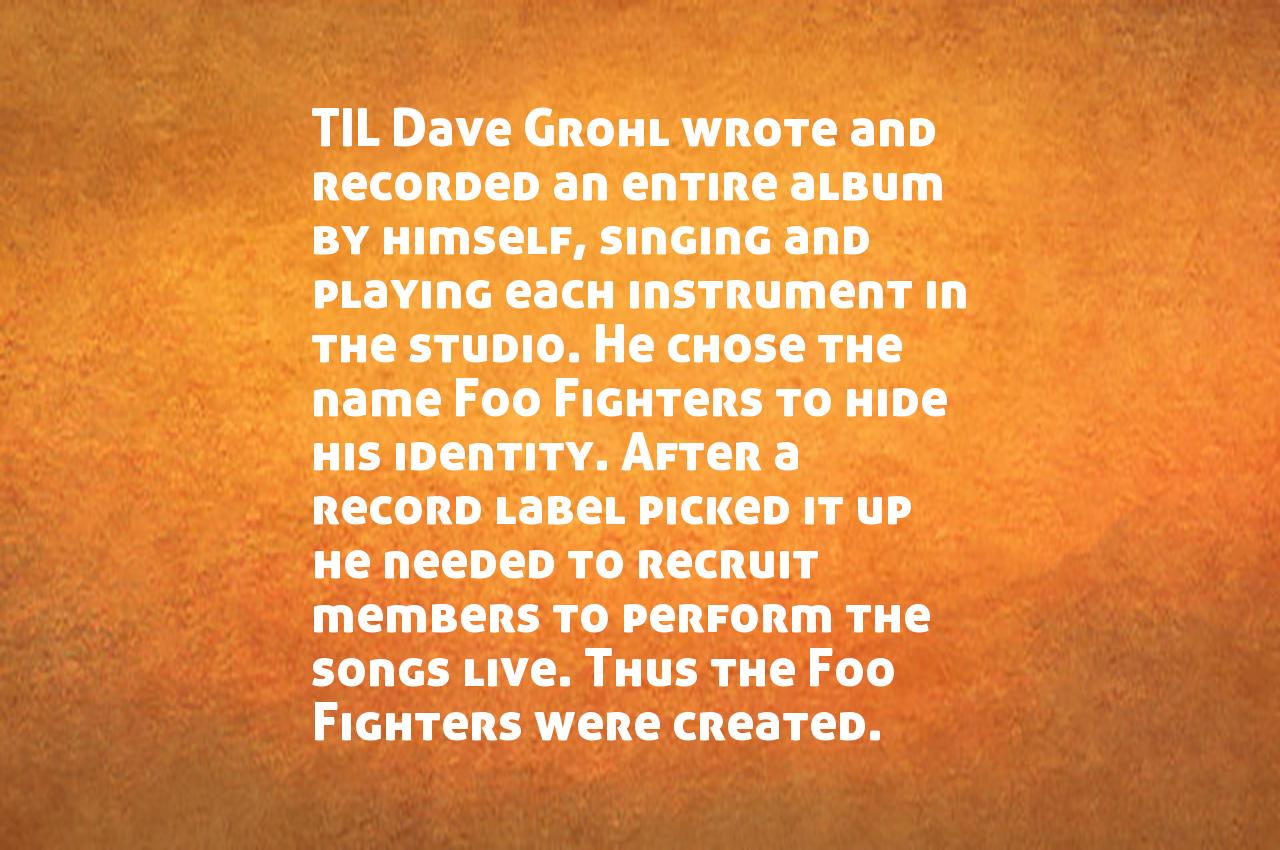 TIL Dave Grohl wrote and
recorded an entire album
by himself, singing and
playing each instrument in
the studio. He chose the
name Foo Fighters to hide
his identity. After a
record label picked it up
he needed to recruit
members to perform the
songs live. Thus the Foo
Fighters were created.